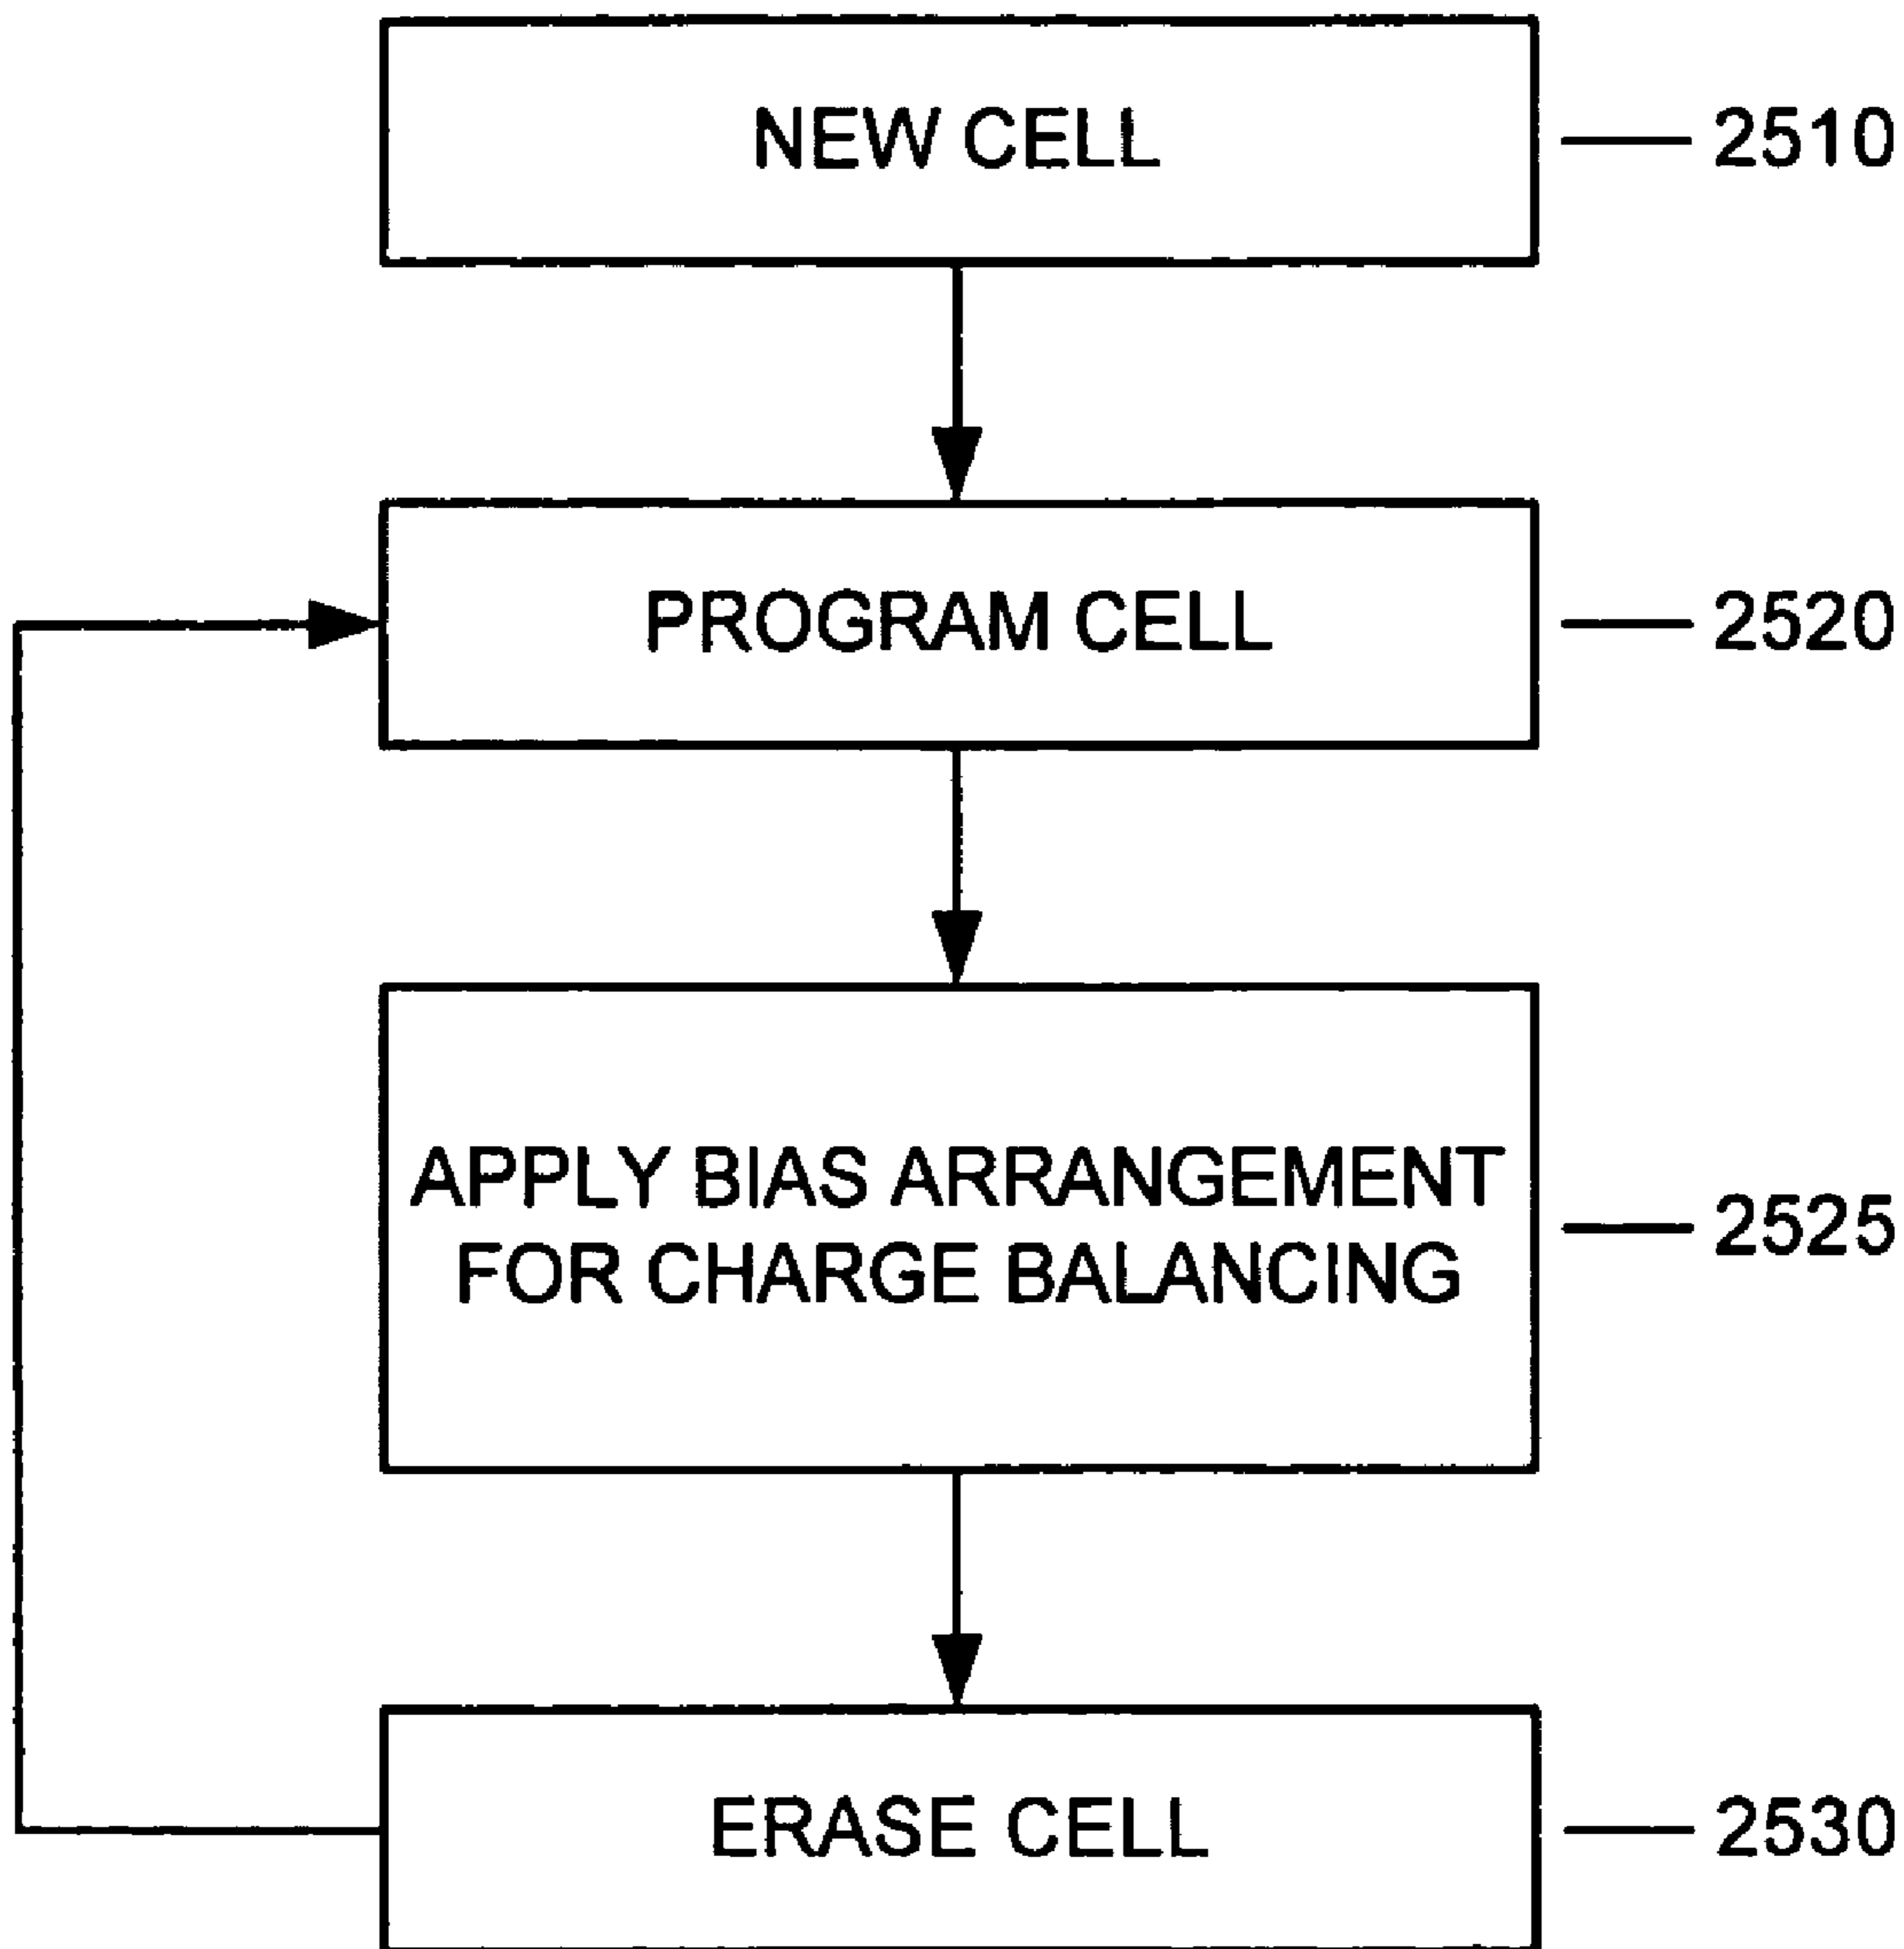 NEW CELL
2510
PROGRAM CELL
2520
APPLY BIAS ARRANGEMENT
FOR CHARGE BALANCING
2525
ERASE CELL
2530